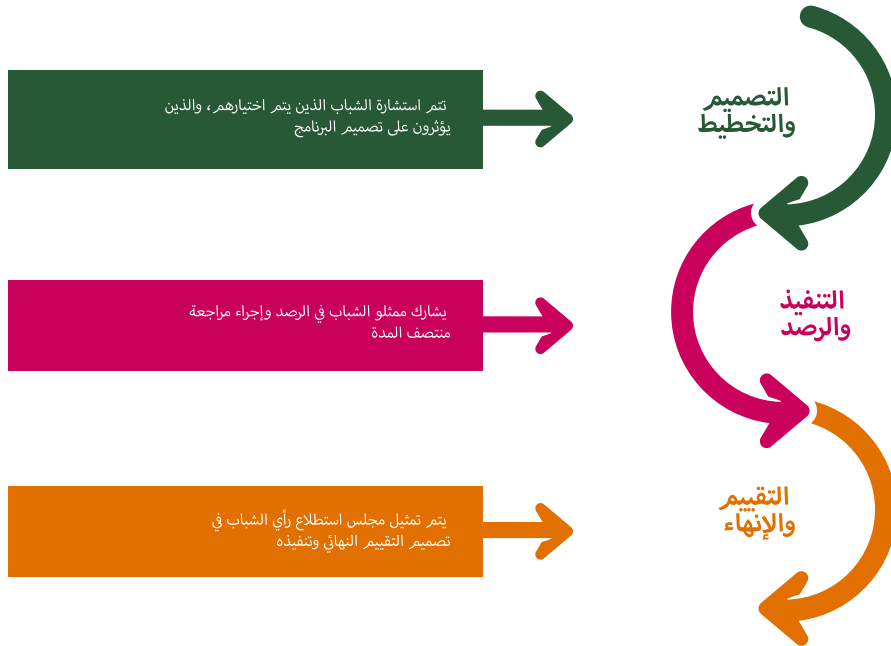 التصميم
والتخطيط
تتم استشارة الشباب الذين يتم اختيارهم، والذين
يؤثرون على تصميم البرنامج
التنفيذ
والرصد
يشارك ممثلو الشباب في الرصد وإجراء مراجعة
منتصف المدة
التقييم
والإنهاء
يتم تمثيل مجلس استطلاع رأي الشباب في
تصميم التقييم النهائي وتنفيذه